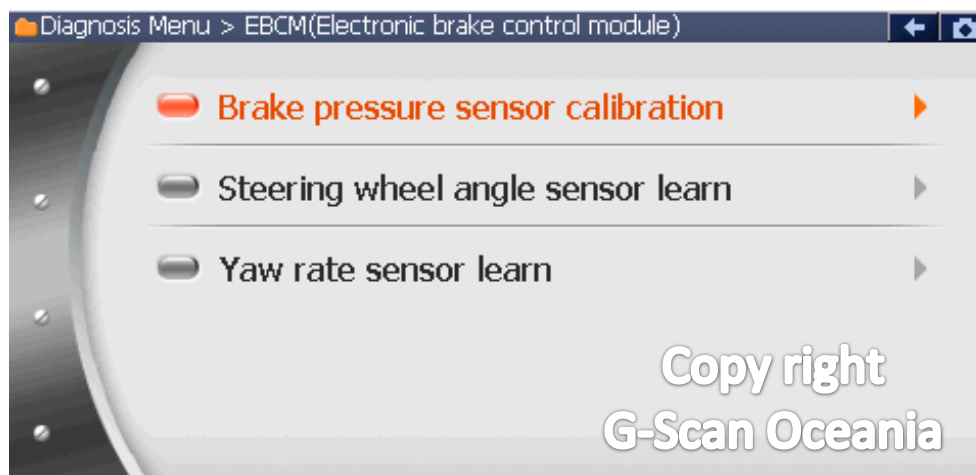 Diagnosis Menu > EBCM(Electronic brake control module)
Brake pressure sensor calibration
Steering wheel angle sensor learn
Yaw rate sensor learn
Copy right
G-Scan Oceania